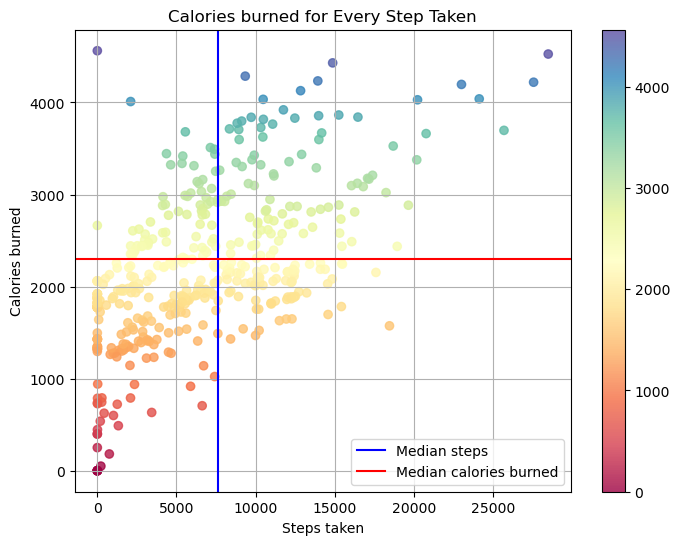 Calories burned for Every Step Taken
Calories burned
4000
3000
2000
1000
0
0 5000 10000 15000 20000 25000
Steps taken
Median steps
Median calories burned
4000
3000
2000
1000
0